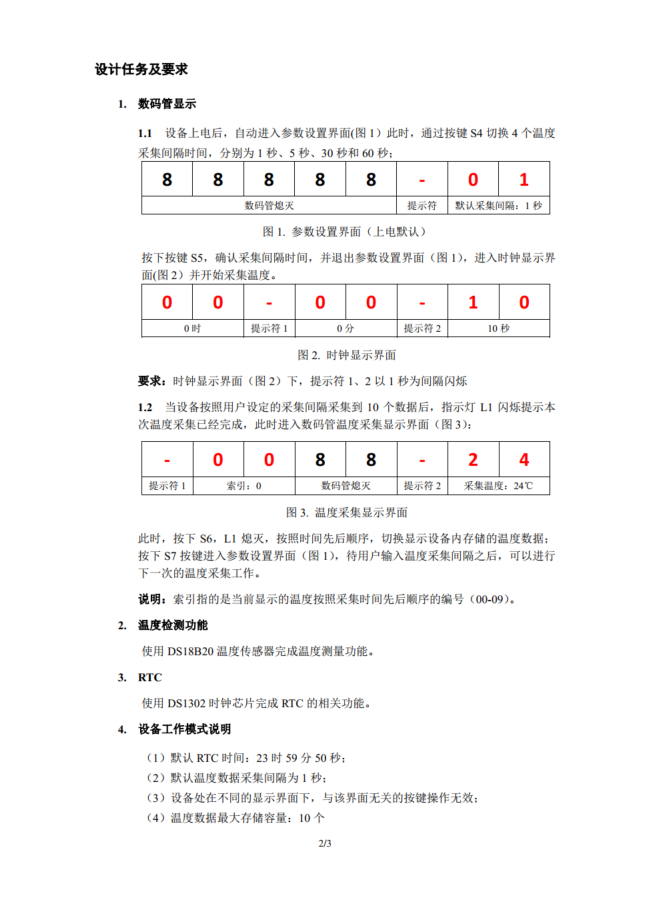 设计任务及要求
1. 数码管显示
1.1 设备上电后，自动进入参数设置界面(图 1）此时，通过按键 S4 切换 4 个温度
采集间隔时间，分别为 1 秒、5 秒、30 秒和 60 秒；
8 8 8 8 8 - 0 1
数码管熄灭 提示符 默认采集间隔：1 秒
图 1. 参数设置界面（上电默认）
按下按键 S5，确认采集间隔时间，并退出参数设置界面（图 1），进入时钟显示界
面(图 2）并开始采集温度。
0 0 - 0 0 - 1 0
0 时 提示符 1 0 分 提示符 2 10 秒
图 2. 时钟显示界面
要求：时钟显示界面（图 2）下，提示符 1、2 以 1 秒为间隔闪烁
1.2 当设备按照用户设定的采集间隔采集到 10 个数据后，指示灯 L1 闪烁提示本
次温度采集已经完成，此时进入数码管温度采集显示界面（图 3）：
- 0 0 8 8 - 2 4
提示符 1 索引：0 数码管熄灭 提示符 2 采集温度：24℃
图 3. 温度采集显示界面
此时，按下 S6，L1 熄灭，按照时间先后顺序，切换显示设备内存储的温度数据；
按下 S7 按键进入参数设置界面（图 1），待用户输入温度采集间隔之后，可以进行
下一次的温度采集工作。
说明：索引指的是当前显示的温度按照采集时间先后顺序的编号（00-09）。
2. 温度检测功能
使用 DS18B20 温度传感器完成温度测量功能。
3. RTC
使用 DS1302 时钟芯片完成 RTC 的相关功能。
4. 设备工作模式说明
（1）默认 RTC 时间：23 时 59 分 50 秒；
（2）默认温度数据采集间隔为 1 秒；
（3）设备处在不同的显示界面下，与该界面无关的按键操作无效；
（4）温度数据最大存储容量：10 个
2/3